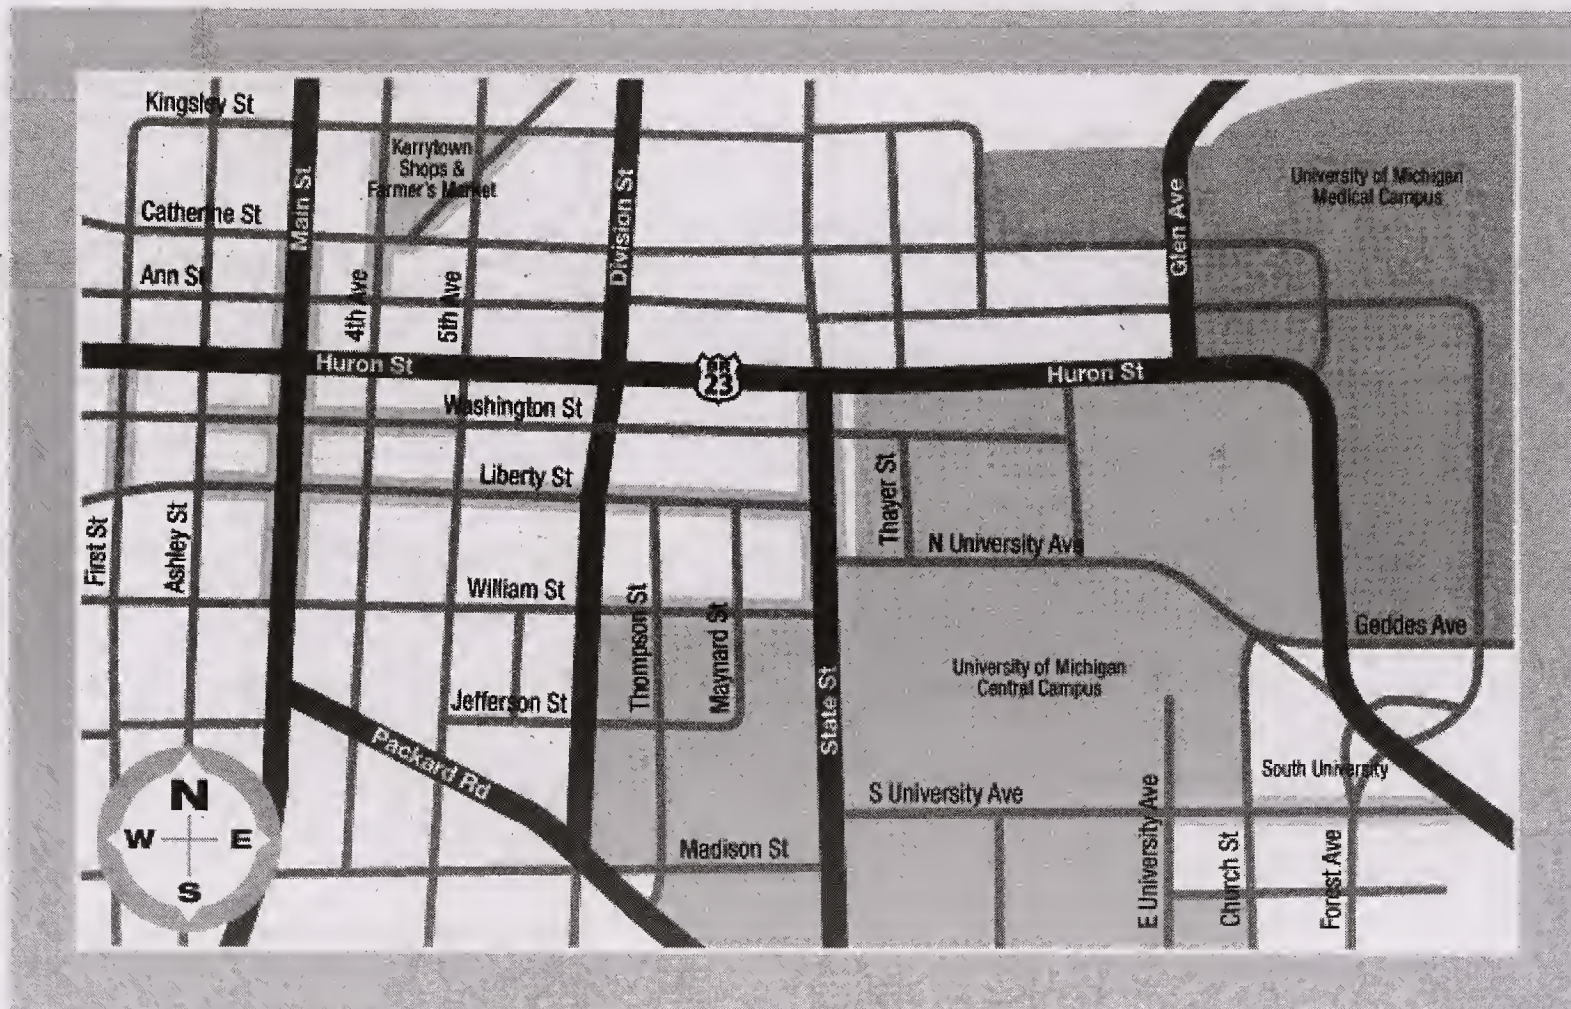 Kingsley St
Kerrytown
Shops &
Farmer's Market
University of Michigan
Medical Campus
Main St
Division St
Glen Ave
Catherine St
Ann St
4th Ave
5th Ave
Huron St
BR
23
Huron St
Washington St
Liberty St
Thayer St
First St
Ashley St
N University Ave
William St
Thompson St
Maynard St
Geddes Ave
University of Michigan
Central Campus
Jefferson St
State St
Packard Rd
South University
N
W E
S
S University Ave
E University Ave
Madison St
Church St
Forest Ave